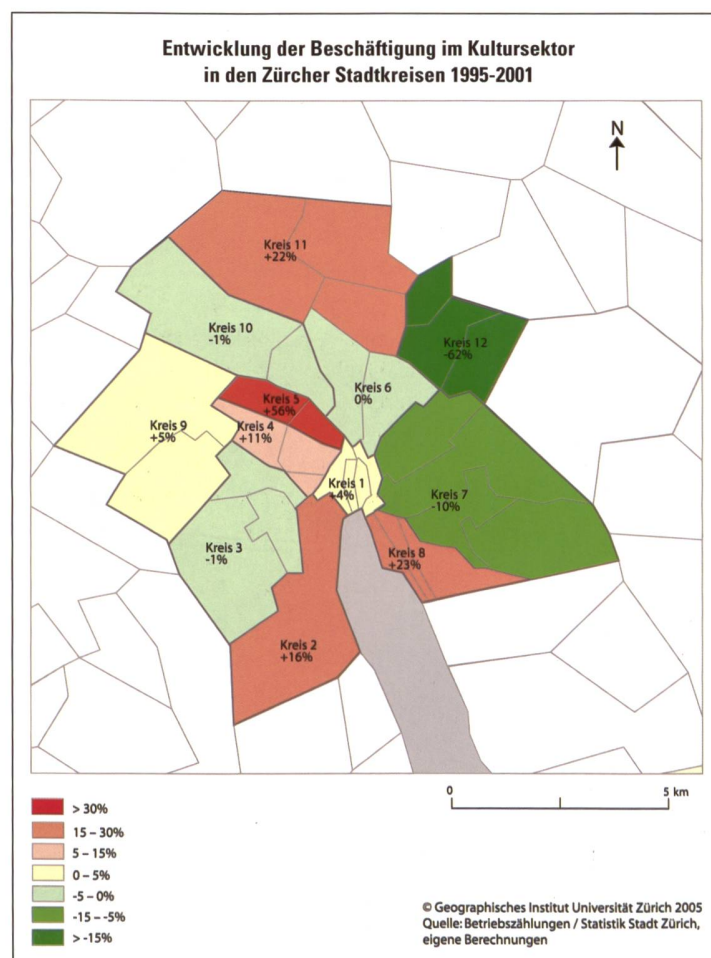 Entwicklung der Beschäftigung im Kultursektor
in den Zürcher Stadtkreisen 1995-2001
N
Kreis 11
+22%
Kreis 10
-1%
Kreis 12
-62%
Kreis 6
0%
Kreis 5
+56%
Kreis 9
+5%
Kreis 4
+11%
Kreis 1
+4%
Kreis 7
-10%
Kreis 3
-1%
Kreis 8
+23%
Kreis 2
+16%
0
5 km
> 30%
15 – 30%
5 – 15%
0 – 5%
-5 – 0%
-15 – -5%
> -15%
© Geographisches Institut Universität Zürich 2005
Quelle: Betriebszählungen / Statistik Stadt Zürich,
eigene Berechnungen